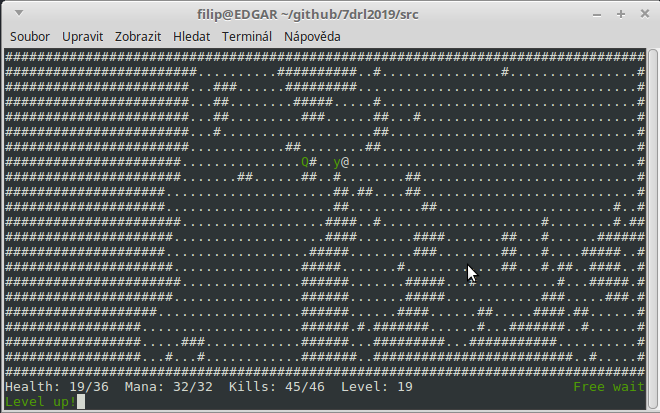 filip@EDGAR ~/github/7drl2019/src
Soubor Upravit Zobrazit Hledat Terminál Nápověda
Health: 19/36 Mana: 32/32 Kills: 45/46 Level: 19 Free wait
Level up!